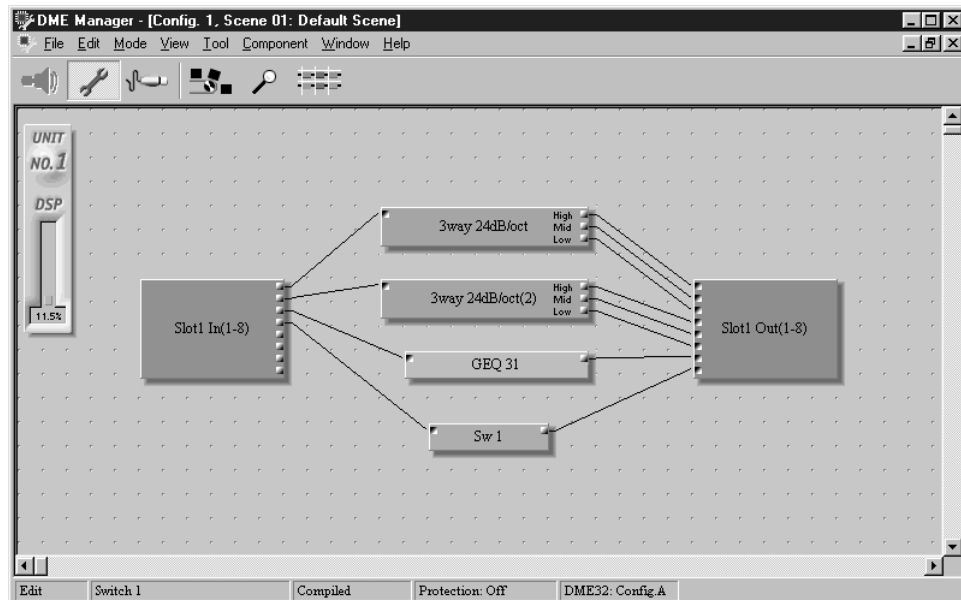 DME Manager - [Config. 1, Scene 01: Default Scene]
File Edit Mode View Tool Component Window Help
UNIT
NO.1
DSP
11.5%
3way 24dB/oct
High
Mid
Low
3way 24dB/oct(2)
High
Mid
Low
Slot1 In(1-8)
Slot1 Out(1-8)
GEQ 31
Sw 1
Edit Switch 1 Compiled Protection: Off DME32: Config.A